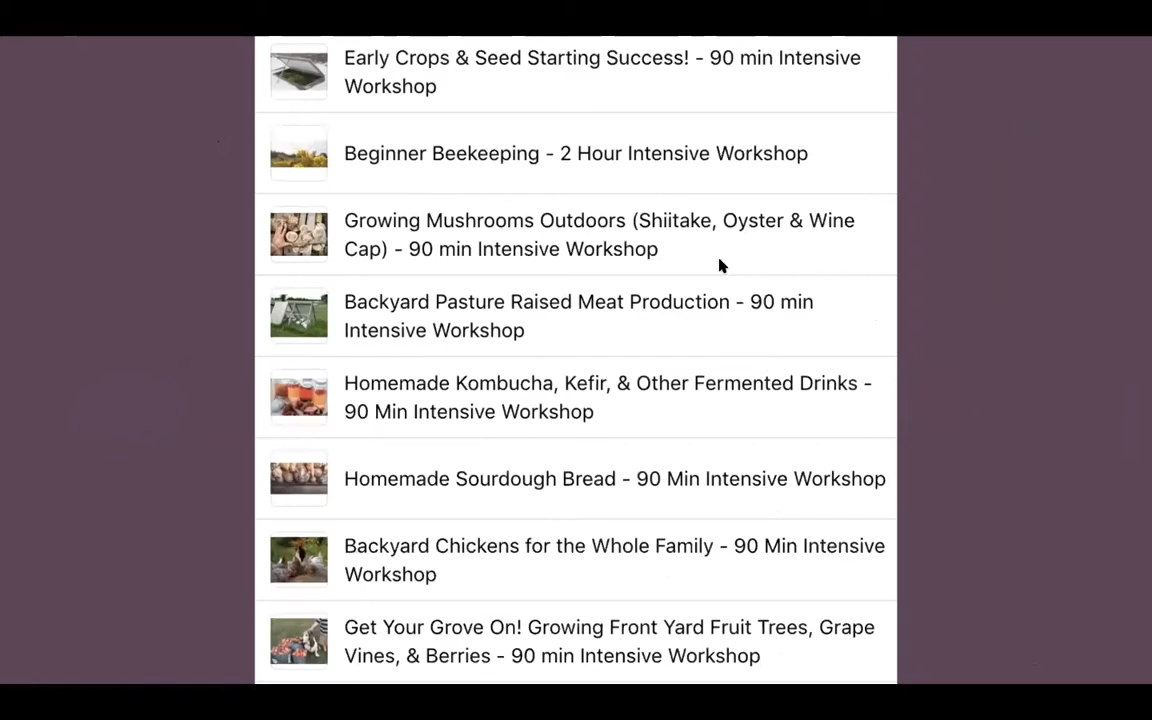 Early Crops & Seed Starting Success! - 90 min Intensive
Workshop
Beginner Beekeeping - 2 Hour Intensive Workshop
Growing Mushrooms Outdoors (Shiitake, Oyster & Wine
Cap) - 90 min Intensive Workshop
Backyard Pasture Raised Meat Production - 90 min
Intensive Workshop
Homemade Kombucha, Kefir, & Other Fermented Drinks -
90 Min Intensive Workshop
Homemade Sourdough Bread - 90 Min Intensive Workshop
Backyard Chickens for the Whole Family - 90 Min Intensive
Workshop
Get Your Grove On! Growing Front Yard Fruit Trees, Grape
Vines, & Berries - 90 min Intensive Workshop